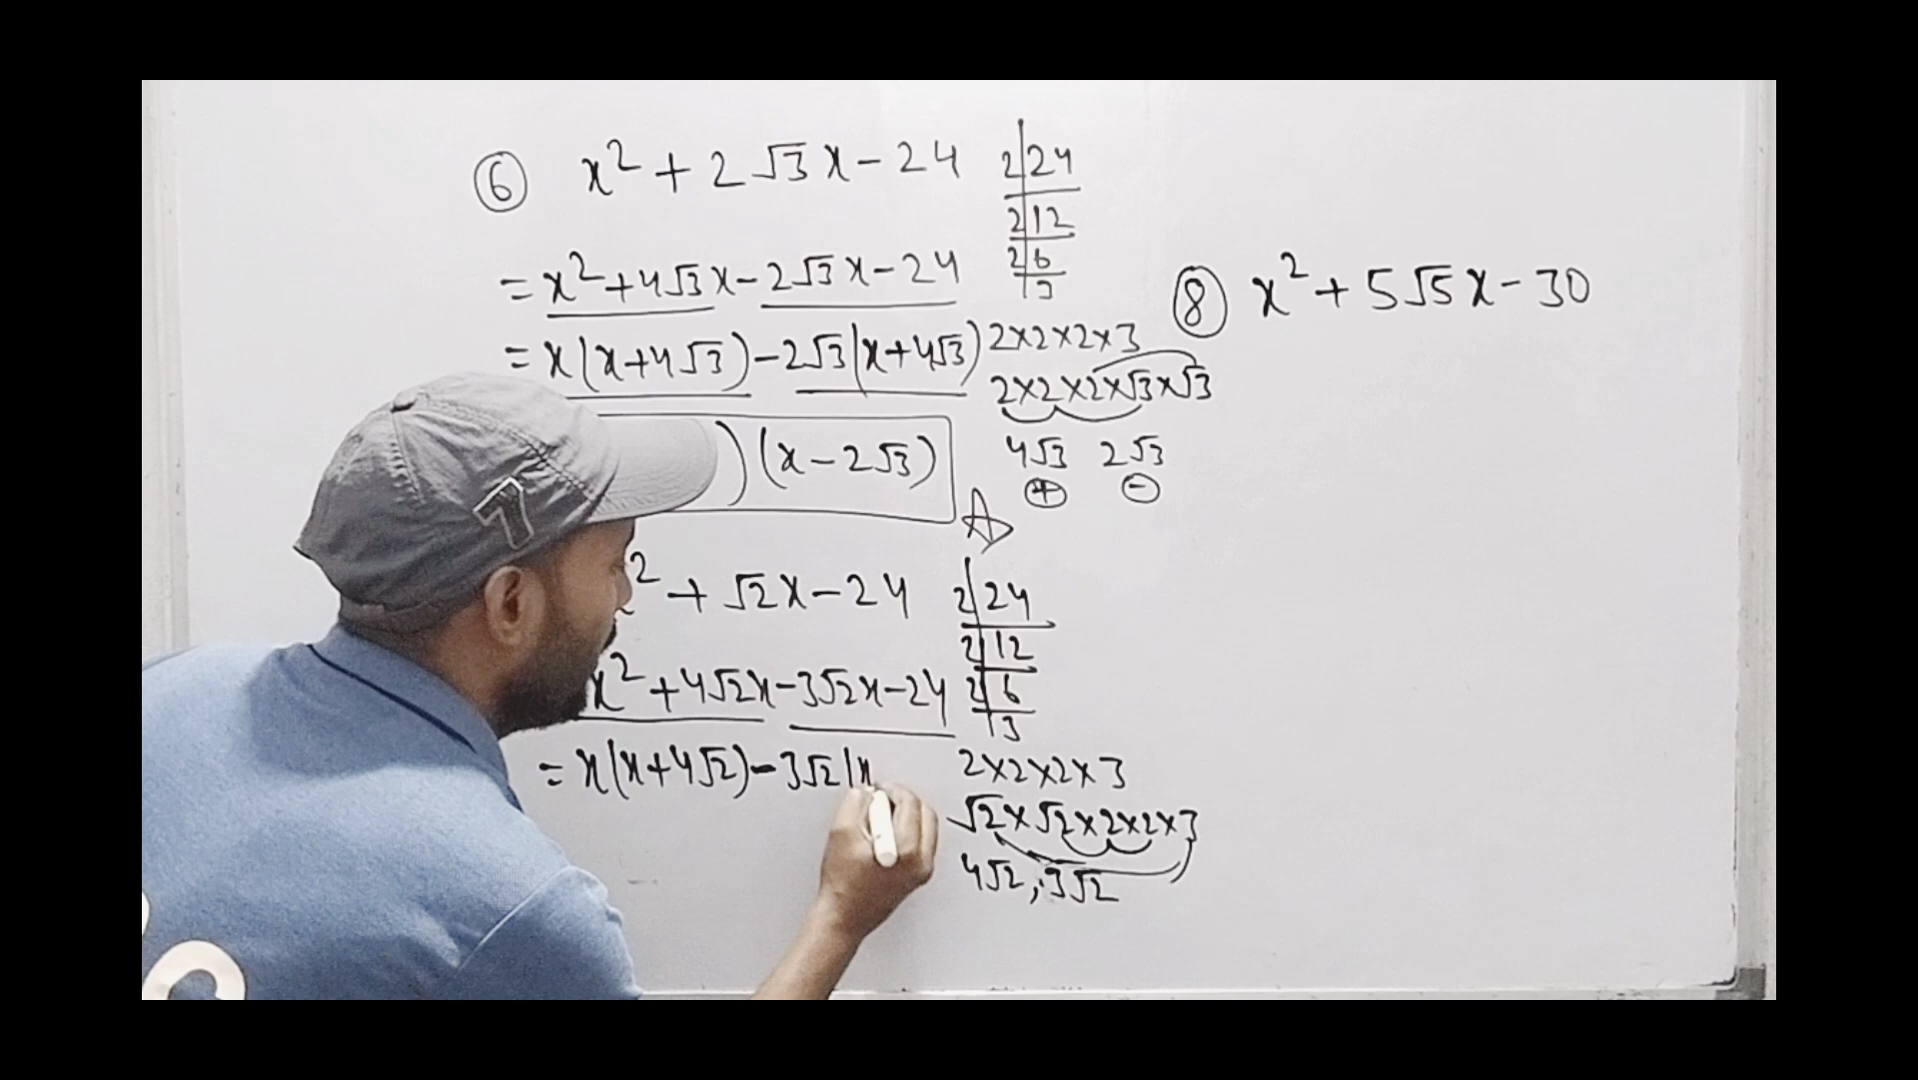 ⑥ x² + 2√3x - 24
2|24
2|12
2|6
3
= x² + 4√3x - 2√3x - 24
= x(x + 4√3) - 2√3(x + 4√3)
2×2×2×3
2×2×2×√3×√3
)(x - 2√3)
4√3 2√3
⊕ ⊖
² + √2x - 24
2|24
2|12
2|6
3
x² + 4√2x - 3√2x - 24
= x(x + 4√2) - 3√2(x
2×2×2×3
√2×√2×2×2×3
4√2, 3√2
⑧ x² + 5√5x - 30
7